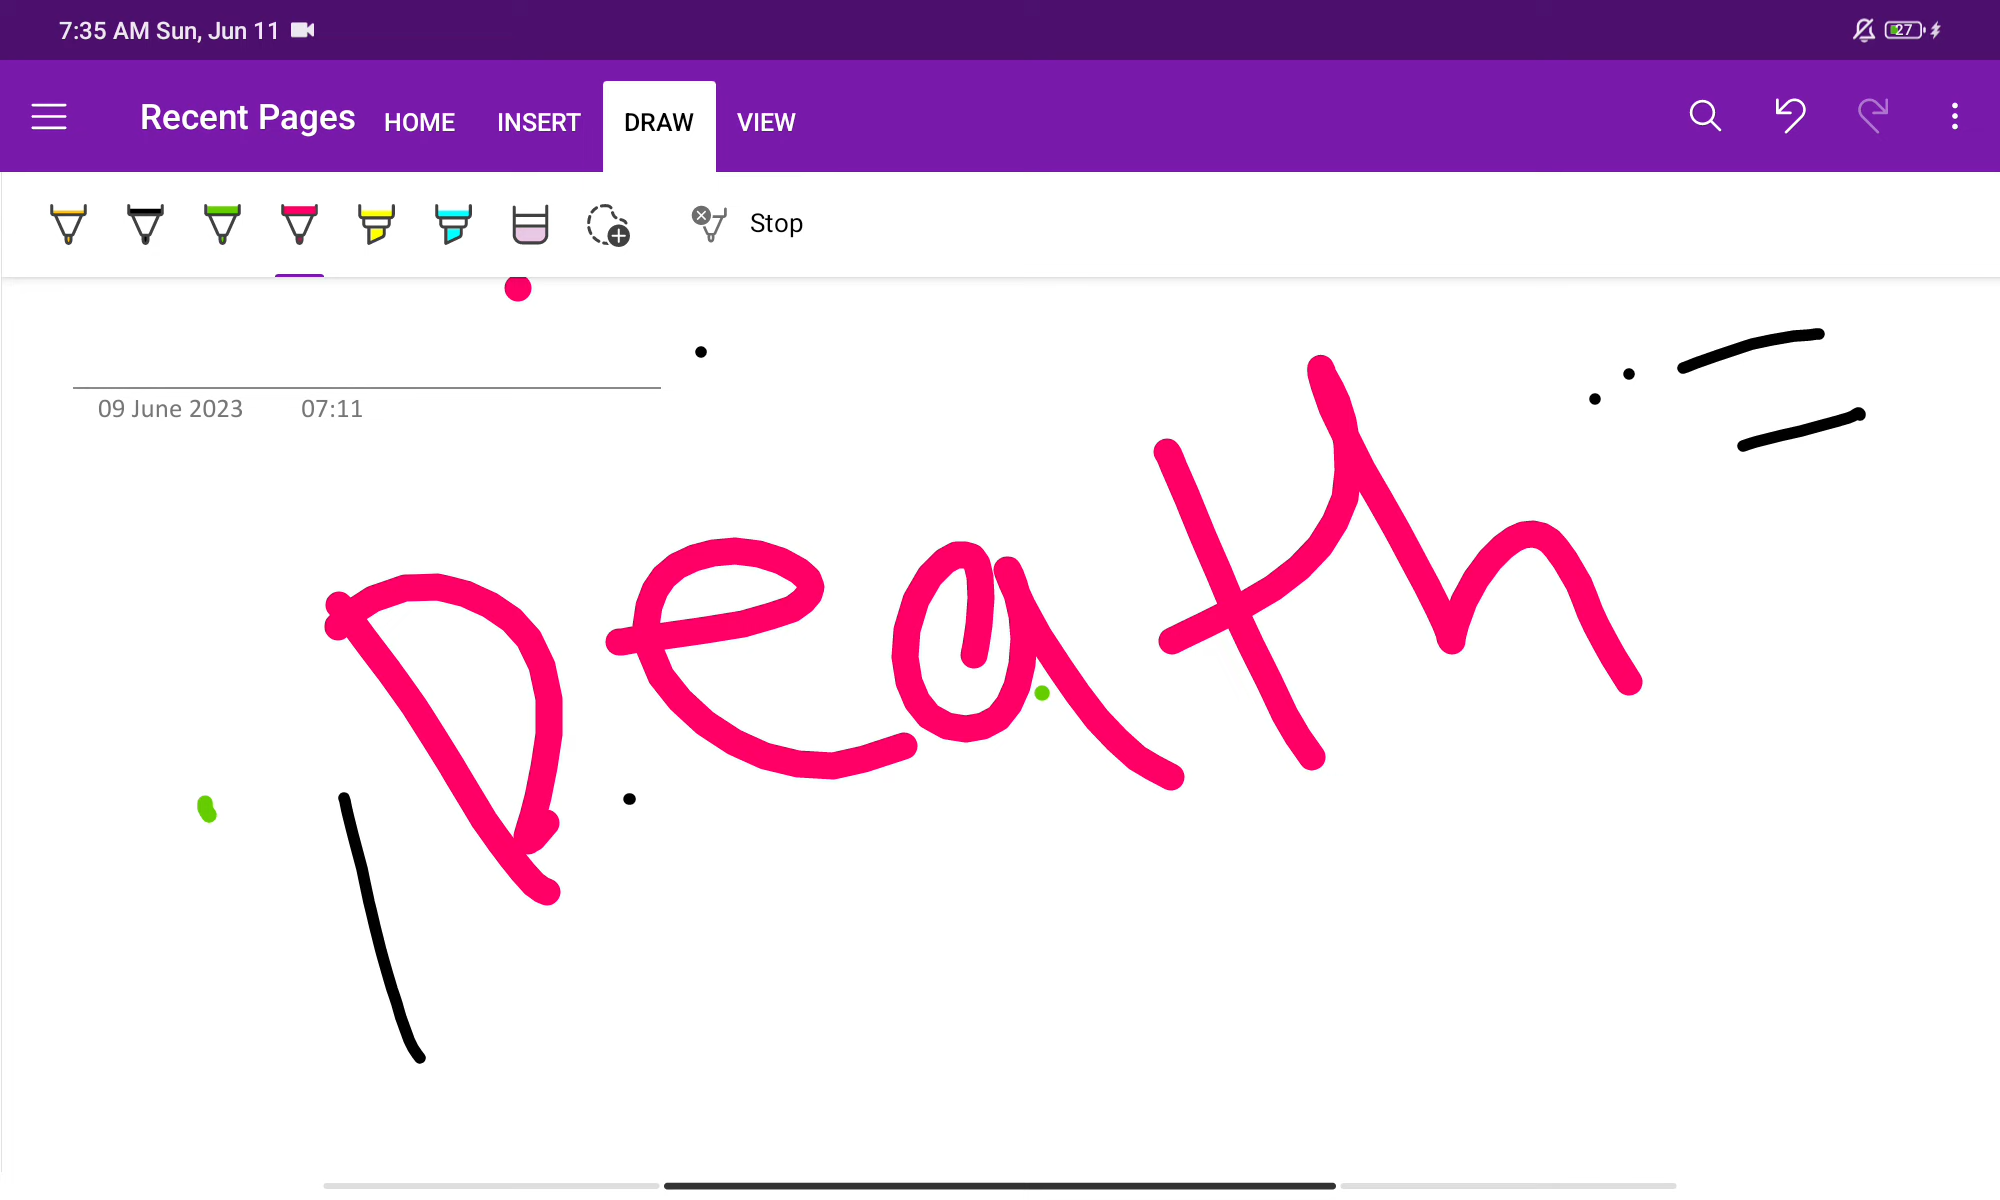 7:35 AM Sun, Jun 11 27
Recent Pages HOME INSERT DRAW VIEW
Stop
09 June 2023 07:11
Death